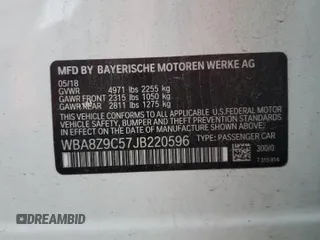 MFD BY BAYERISCHE MOTOREN WERKE AG
05/18
GVWR 4971 lbs 2255 kg
GAWR FRONT 2315 lbs 1050 kg
GAWR REAR 2811 lbs 1275 kg
THIS VEHICLE CONFORMS TO ALL APPLICABLE U.S.FEDERAL MOTOR
VEHICLE SAFETY, BUMPER, AND THEFT PREVENTION STANDARDS IN
EFFECT ON THE DATE OF MANUFACTURE SHOWN ABOVE.
WBA8Z9C57JB220596 TYPE: PASSENGER CAR
300/0
DREAMBID